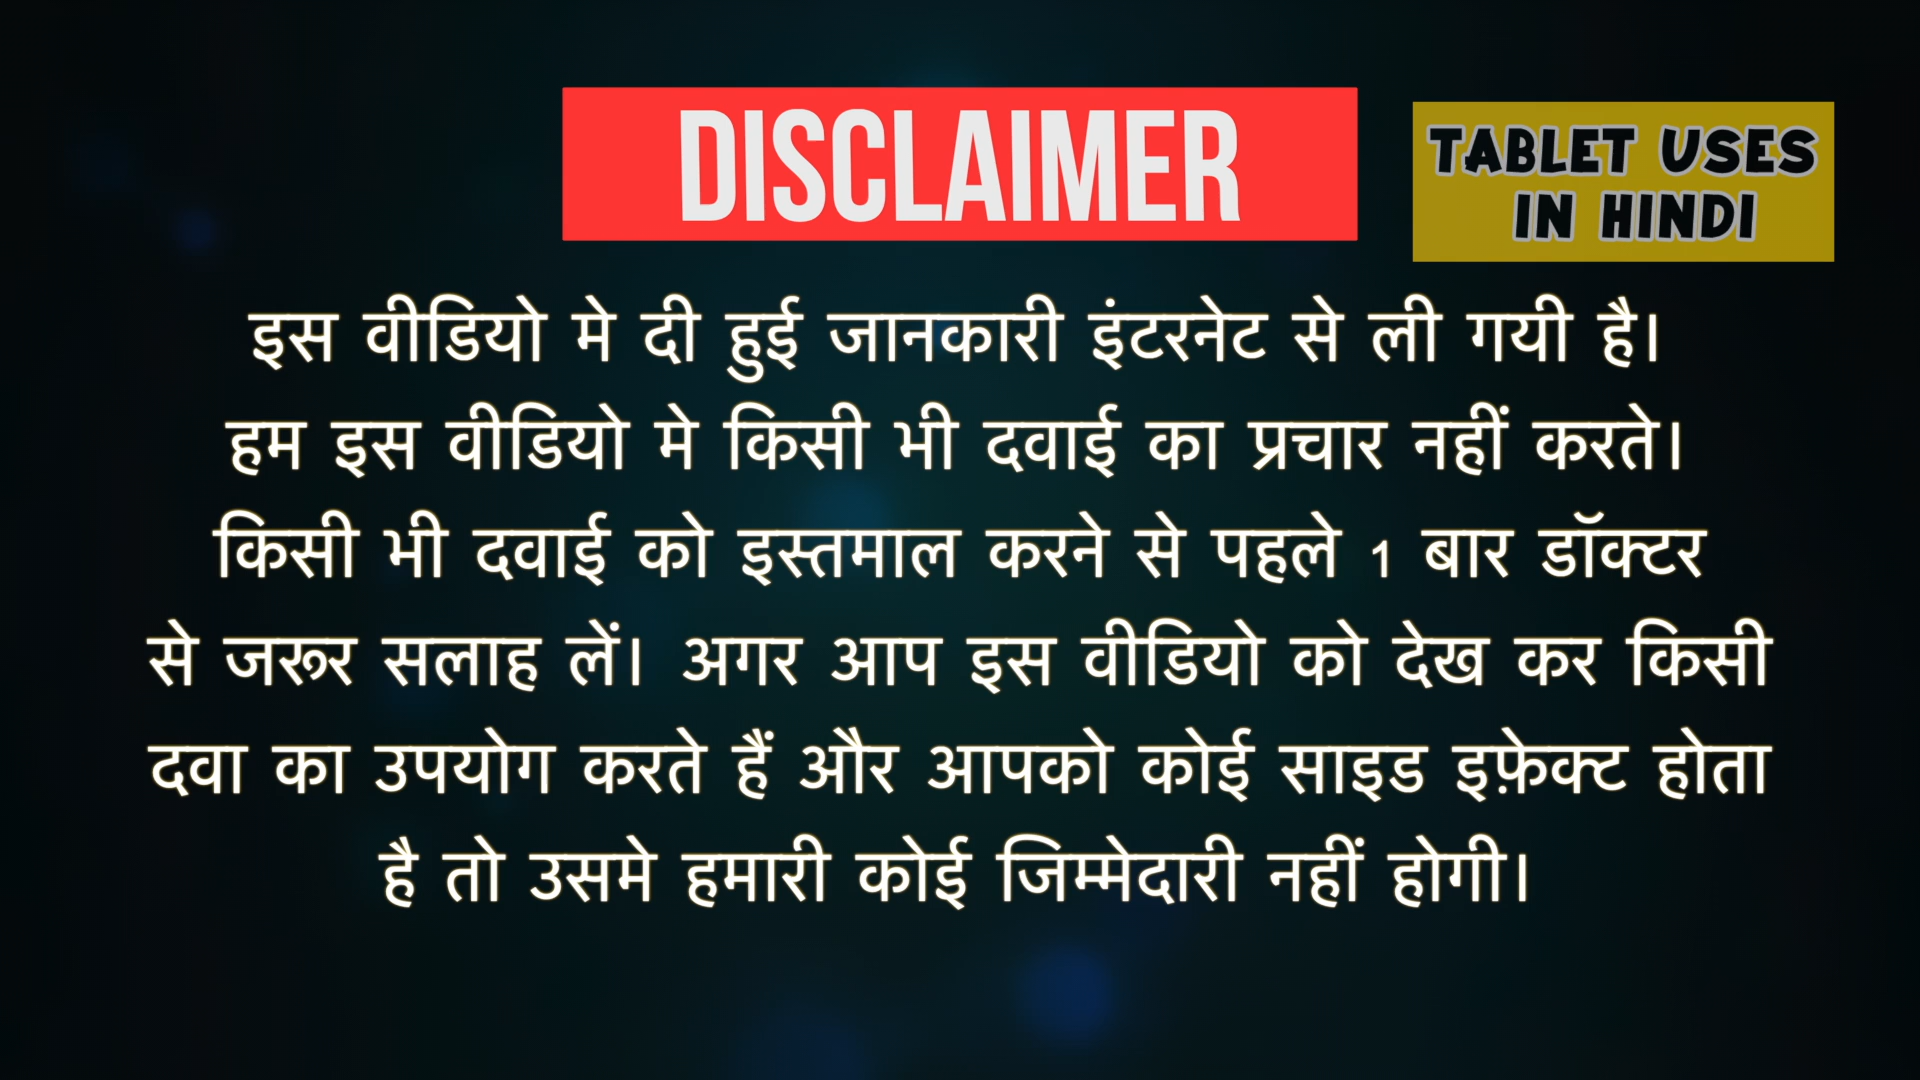 DISCLAIMER
TABLET USES
IN HINDI
इस वीडियो मे दी हुई जानकारी इंटरनेट से ली गयी है।
हम इस वीडियो मे किसी भी दवाई का प्रचार नहीं करते।
किसी भी दवाई को इस्तमाल करने से पहले 1 बार डॉक्टर
से जरूर सलाह लें। अगर आप इस वीडियो को देख कर किसी
दवा का उपयोग करते हैं और आपको कोई साइड इफ़ेक्ट होता
है तो उसमे हमारी कोई जिम्मेदारी नहीं होगी।